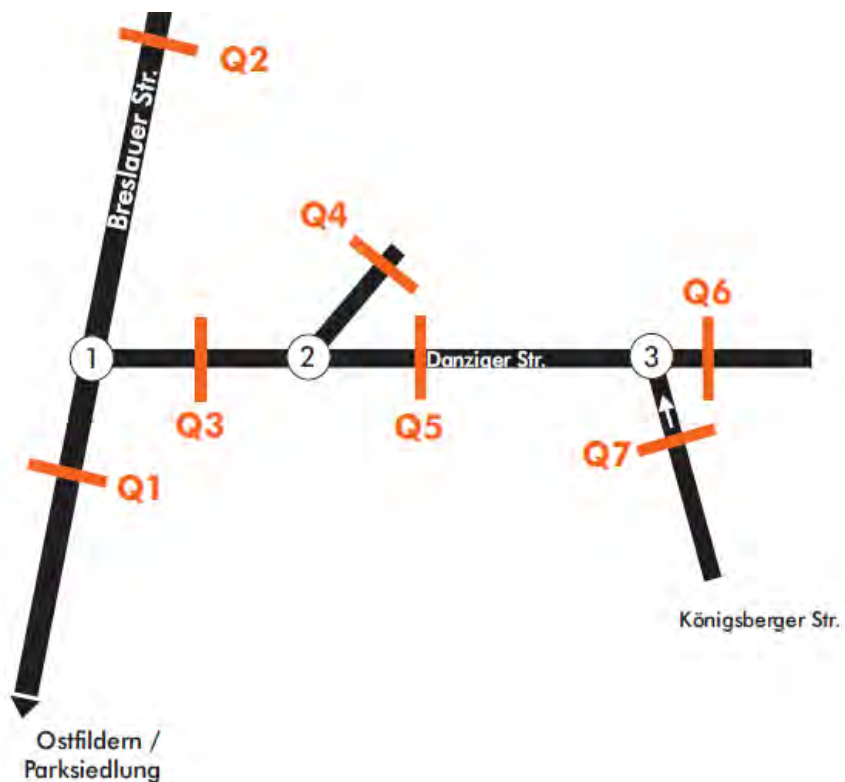 Q2
Breslauer Str.
Q4
Q6
1
2
Danziger Str.
3
Q3
Q5
Q7
Q1
Königsberger Str.
Ostfildern /
Parksiedlung